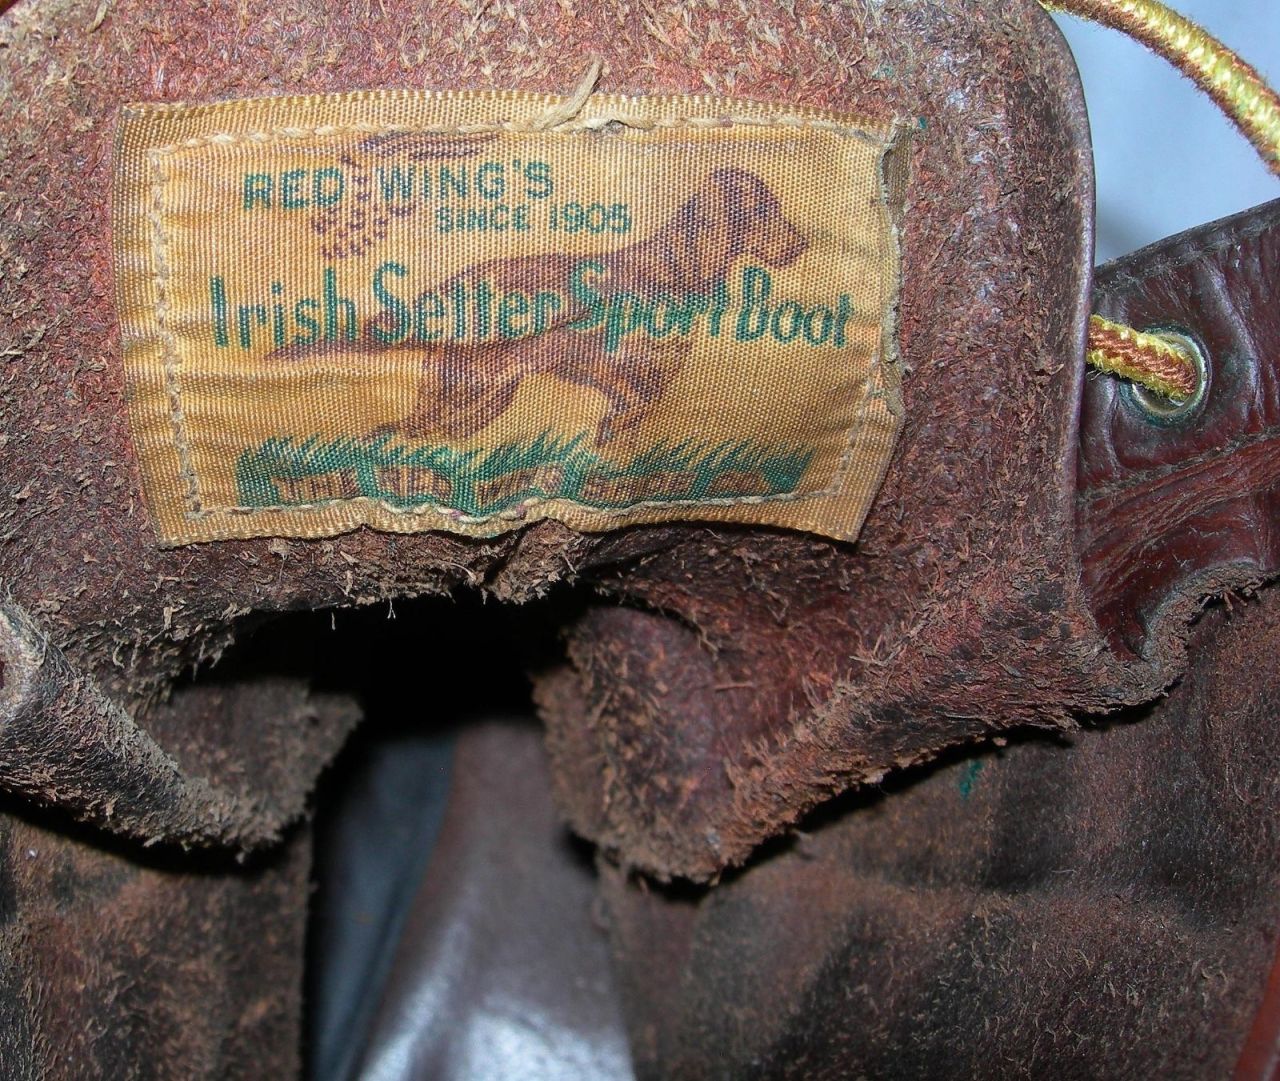 RED WING'S
SINCE 1905
Irish Setter Sport Boot